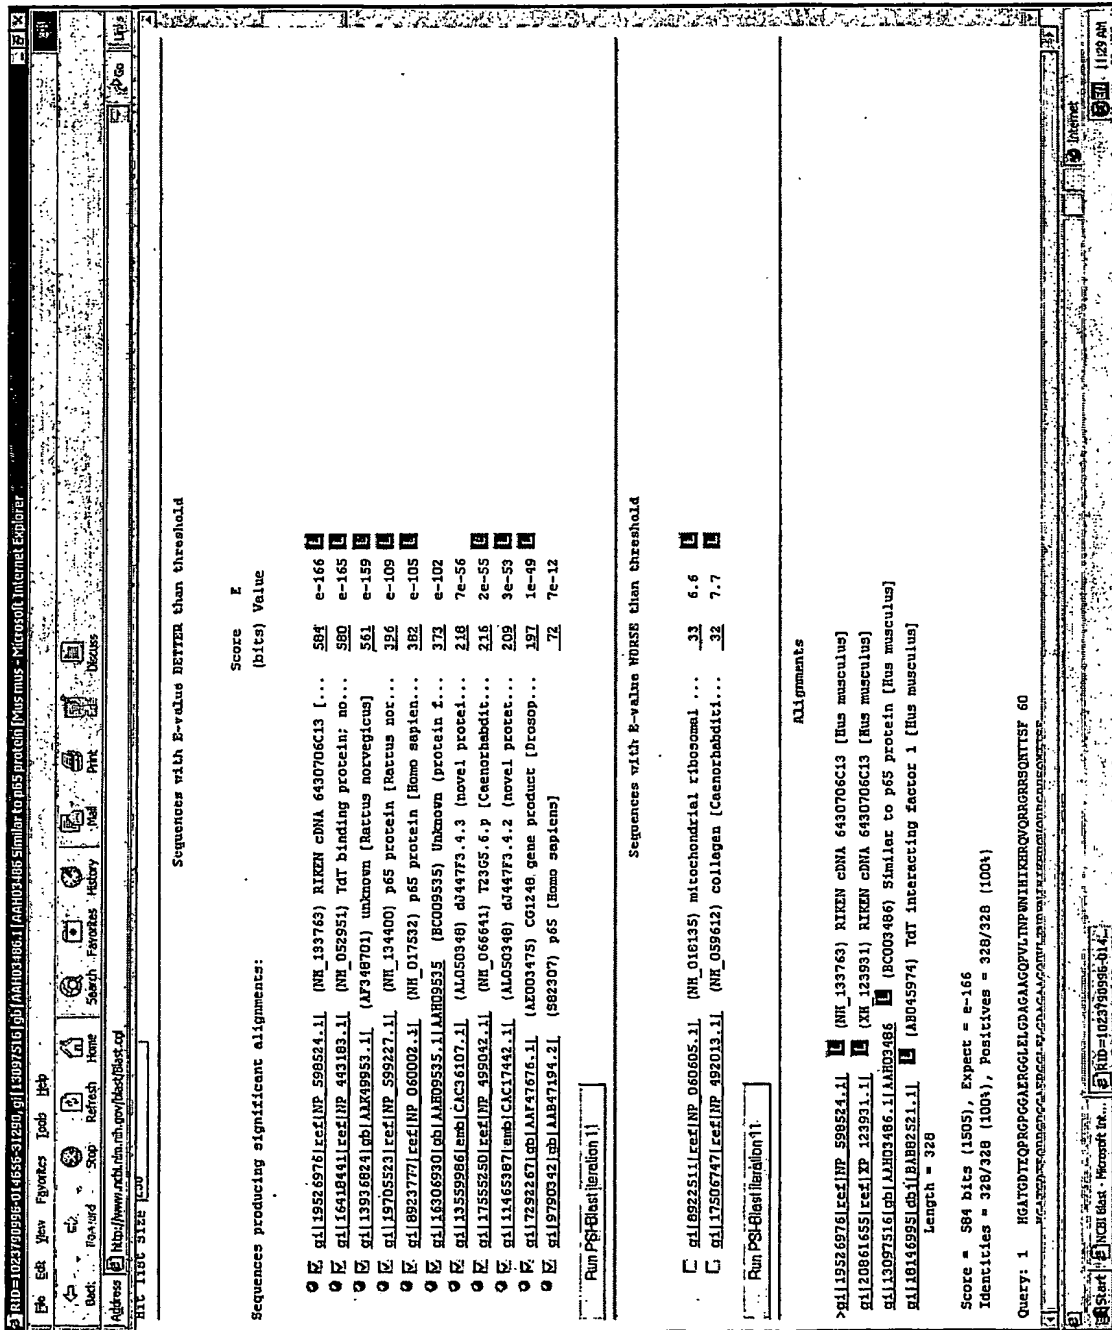 RID=1023790996-014656-31290, gi|13097516|gb|AAH03486.1|AAH03486 Similar to p65 protein [Mus mus - Microsoft Internet Explorer
File Edit View Favorites Tools Help
Back Forward Stop Refresh Home Search Favorites History Mail Print Edit Discuss
Address http://www.ncbi.nlm.nih.gov/blast/Blast.cgi Go
Hit list size
Sequences with E-value BETTER than threshold
Score E
Sequences producing significant alignments: (bits) Value
gi|19526976|ref|NP_598524.1| (NM_133763) RIKEN cDNA 6430706C13 [... 584 e-166 L
gi|16418441|ref|NP_443183.1| (NM_052951) TdT binding protein; no... 580 e-165 L
gi|13936824|gb|AAK49953.1| (AF348701) unknown [Rattus norvegicus] 561 e-159 L
gi|19705523|ref|NP_599227.1| (NM_134400) p65 protein [Rattus nor... 396 e-109 L
gi|8923777|ref|NP_060002.3| (NM_017532) p65 protein [Homo sapien... 382 e-105 L
gi|16306930|gb|AAH09535.1|AAH09535 (BC009535) Unknown (protein f... 373 e-102
gi|13559986|emb|CAC36107.1| (AL050348) dJ447F3.4.3 (novel protei... 218 7e-56
gi|17555250|ref|NP_499042.1| (NM_066641) T23G5.6.p [Caenorhabdit... 216 2e-55 L
gi|11465387|emb|CAC17442.1| (AL050348) dJ447F3.4.2 (novel protei... 209 3e-53 L
gi|7292267|gb|AAF47676.1| (AE003475) CG1248 gene product [Drosop... 197 1e-49 L
gi|9790342|gb|AAB47194.2| (S82307) p65 [Homo sapiens] 72 7e-12
Run PSI-Blast iteration 1
Sequences with E-value WORSE than threshold
gi|8922511|ref|NP_060605.1| (NM_018135) mitochondrial ribosomal ... 33 6.6 L
gi|17506747|ref|NP_492013.1| (NM_059612) collagen [Caenorhabditi... 32 7.7 L
Run PSI-Blast iteration 1
Alignments
>gi|19526976|ref|NP_598524.1| L (NM_133763) RIKEN cDNA 6430706C13 [Mus musculus]
gi|20861655|ref|XP_123931.1| L (XM_123931) RIKEN cDNA 6430706C13 [Mus musculus]
gi|13097516|gb|AAH03486.1|AAH03486 L (BC003486) Similar to p65 protein [Mus musculus]
gi|18146995|dbj|BAB82521.1| L (AB045974) TdT interacting factor 1 [Mus musculus]
Length = 328
Score = 584 bits (1505), Expect = e-166
Identities = 328/328 (100%), Positives = 328/328 (100%)
Query: 1 MGATGDTEQPRGPGGAERGGLELGDAGAAGQPVLTNPWNIMIKHRQVQRRGRRSQMTTSF 60
Internet
Start NCBI Blast - Microsoft Int... RID=1023790996-014... 11:29 AM